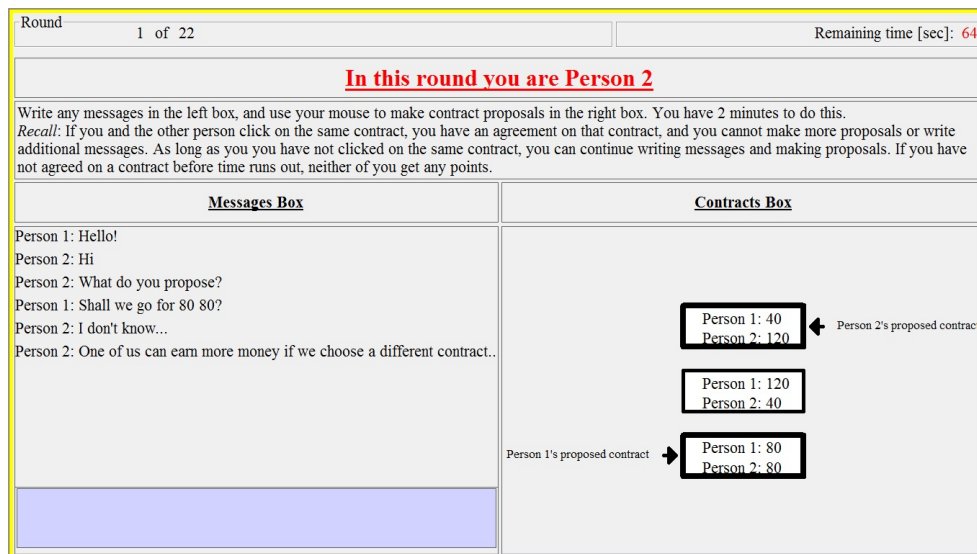 Round
1 of 22
Remaining time [sec]: 64
In this round you are Person 2
Write any messages in the left box, and use your mouse to make contract proposals in the right box. You have 2 minutes to do this.
Recall: If you and the other person click on the same contract, you have an agreement on that contract, and you cannot make more proposals or write
additional messages. As long as you you have not clicked on the same contract, you can continue writing messages and making proposals. If you have
not agreed on a contract before time runs out, neither of you get any points.
Messages Box
Contracts Box
Person 1: Hello!
Person 2: Hi
Person 2: What do you propose?
Person 1: Shall we go for 80 80?
Person 2: I don't know...
Person 2: One of us can earn more money if we choose a different contract..
Person 1: 40
Person 2: 120
Person 2's proposed contract
Person 1: 120
Person 2: 40
Person 1's proposed contract
Person 1: 80
Person 2: 80